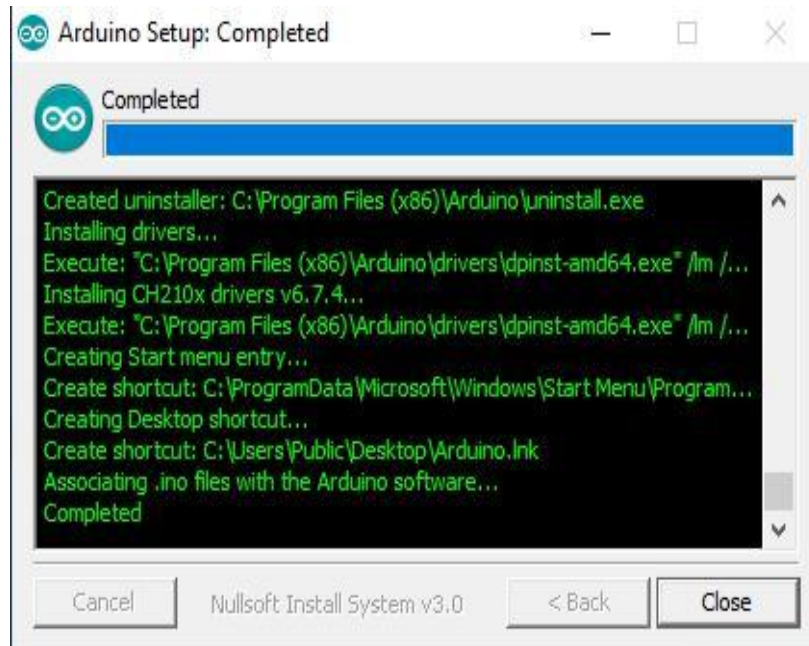 Arduino Setup: Completed
Completed
Created uninstaller: C:\Program Files (x86)\Arduino\uninstall.exe
Installing drivers...
Execute: "C:\Program Files (x86)\Arduino\drivers\dpinst-amd64.exe" /lm /...
Installing CH210x drivers v6.7.4...
Execute: "C:\Program Files (x86)\Arduino\drivers\dpinst-amd64.exe" /lm /...
Creating Start menu entry...
Create shortcut: C:\ProgramData\Microsoft\Windows\Start Menu\Program...
Creating Desktop shortcut...
Create shortcut: C:\Users\Public\Desktop\Arduino.lnk
Associating .ino files with the Arduino software...
Completed
Cancel Nullsoft Install System v3.0 < Back Close